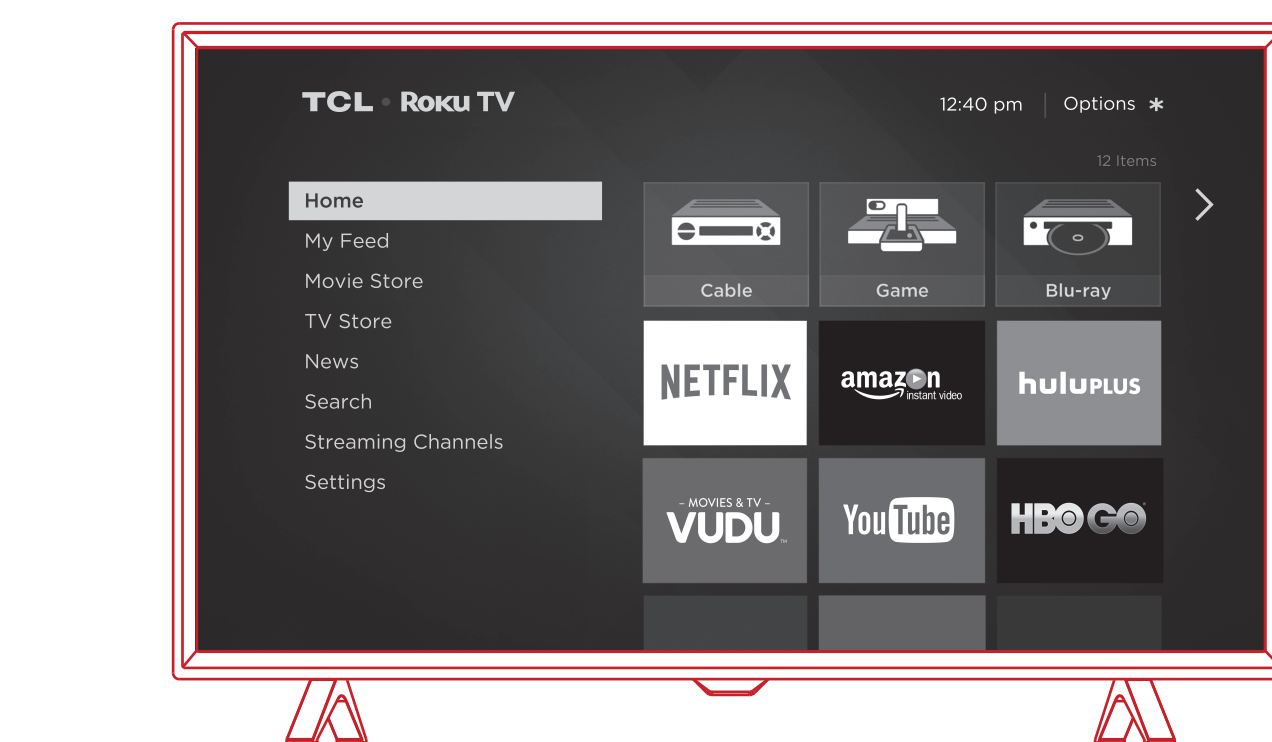 TCL • Roku TV
12:40 pm | Options *
12 Items
Home
My Feed
Movie Store
TV Store
News
Search
Streaming Channels
Settings
Cable
Game
Blu-ray
NETFLIX
amazon
instant video
huluPLUS
– MOVIES & TV –
VUDU™
YouTube
HBO GO